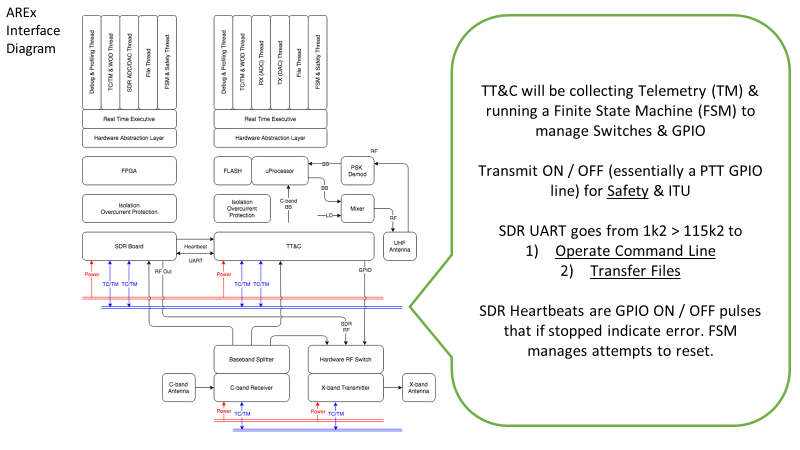 AREx
Interface
Diagram
Debug & Profiling Thread
TC/TM & WOD Thread
SDR ADC/DAC Thread
File Thread
FSM & Safety Thread
Real Time Executive
Hardware Abstraction Layer
Debug & Profiling Thread
TC/TM & WOD Thread
RX (ADC) Thread
TX (DAC) Thread
File Thread
FSM & Safety Thread
Real Time Executive
Hardware Abstraction Layer
FPGA
FLASH
uProcessor
BB
PSK
Demod
RF
Isolation
Overcurrent Protection
Isolation
Overcurrent
Protection
C-band
BB
BB
LO
Mixer
RF
SDR Board
Heartbeat
UART
TT&C
UHF
Antenna
Power
TC/TM
TC/TM
RF Out
Power
TC/TM
TC/TM
GPIO
SDR
RF
Baseband Splitter
Hardware RF Switch
C-band
Antenna
C-band Receiver
X-band Transmitter
X-band
Antenna
Power
TC/TM
Power
TC/TM
TT&C will be collecting Telemetry (TM) &
running a Finite State Machine (FSM) to
manage Switches & GPIO
Transmit ON / OFF (essentially a PTT GPIO
line) for Safety & ITU
SDR UART goes from 1k2 > 115k2 to
1) Operate Command Line
2) Transfer Files
SDR Heartbeats are GPIO ON / OFF pulses
that if stopped indicate error. FSM
manages attempts to reset.